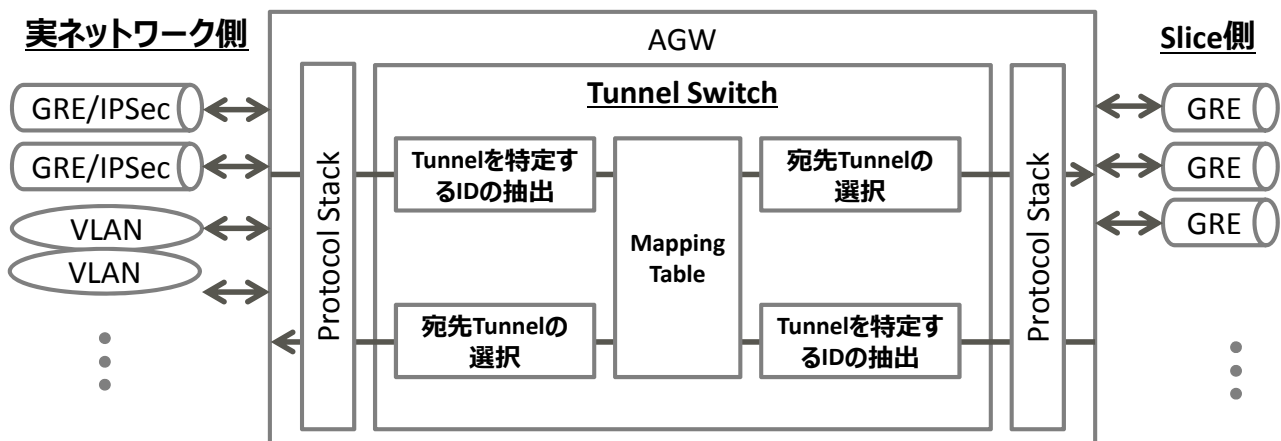 実ネットワーク側
AGW
Slice側
GRE/IPSec
GRE/IPSec
VLAN
VLAN
Protocol Stack
Tunnel Switch
Tunnelを特定す
るIDの抽出
宛先Tunnelの
選択
Mapping
Table
宛先Tunnelの
選択
Tunnelを特定す
るIDの抽出
Protocol Stack
GRE
GRE
GRE